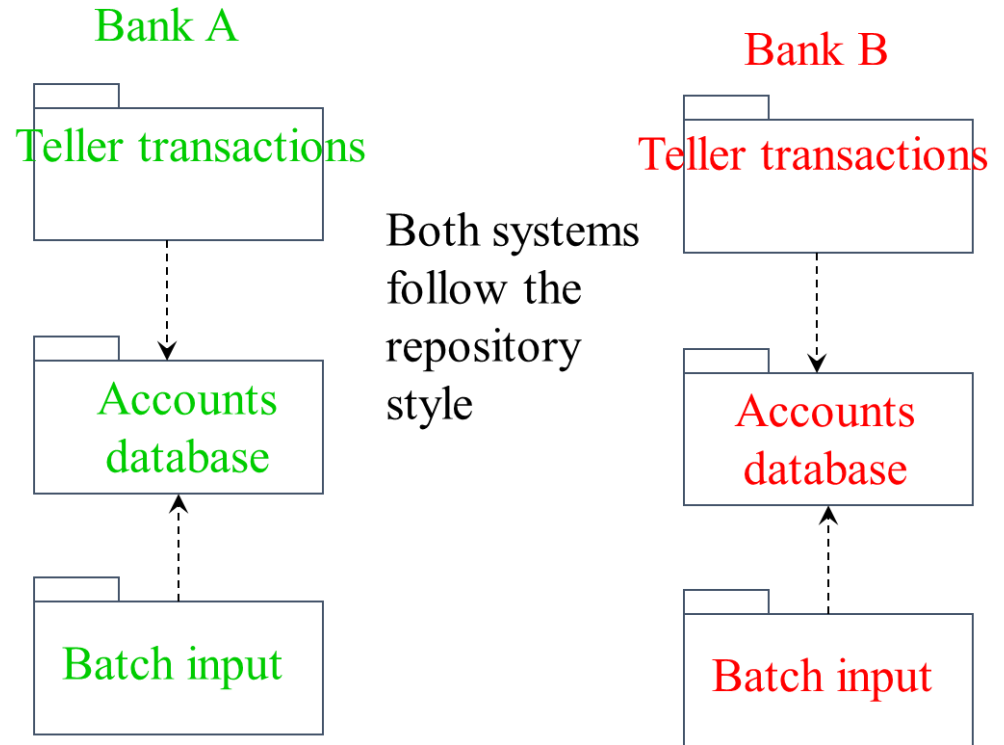 Bank A
Teller transactions
Accounts
database
Batch input
Both systems
follow the
repository
style
Bank B
Teller transactions
Accounts
database
Batch input